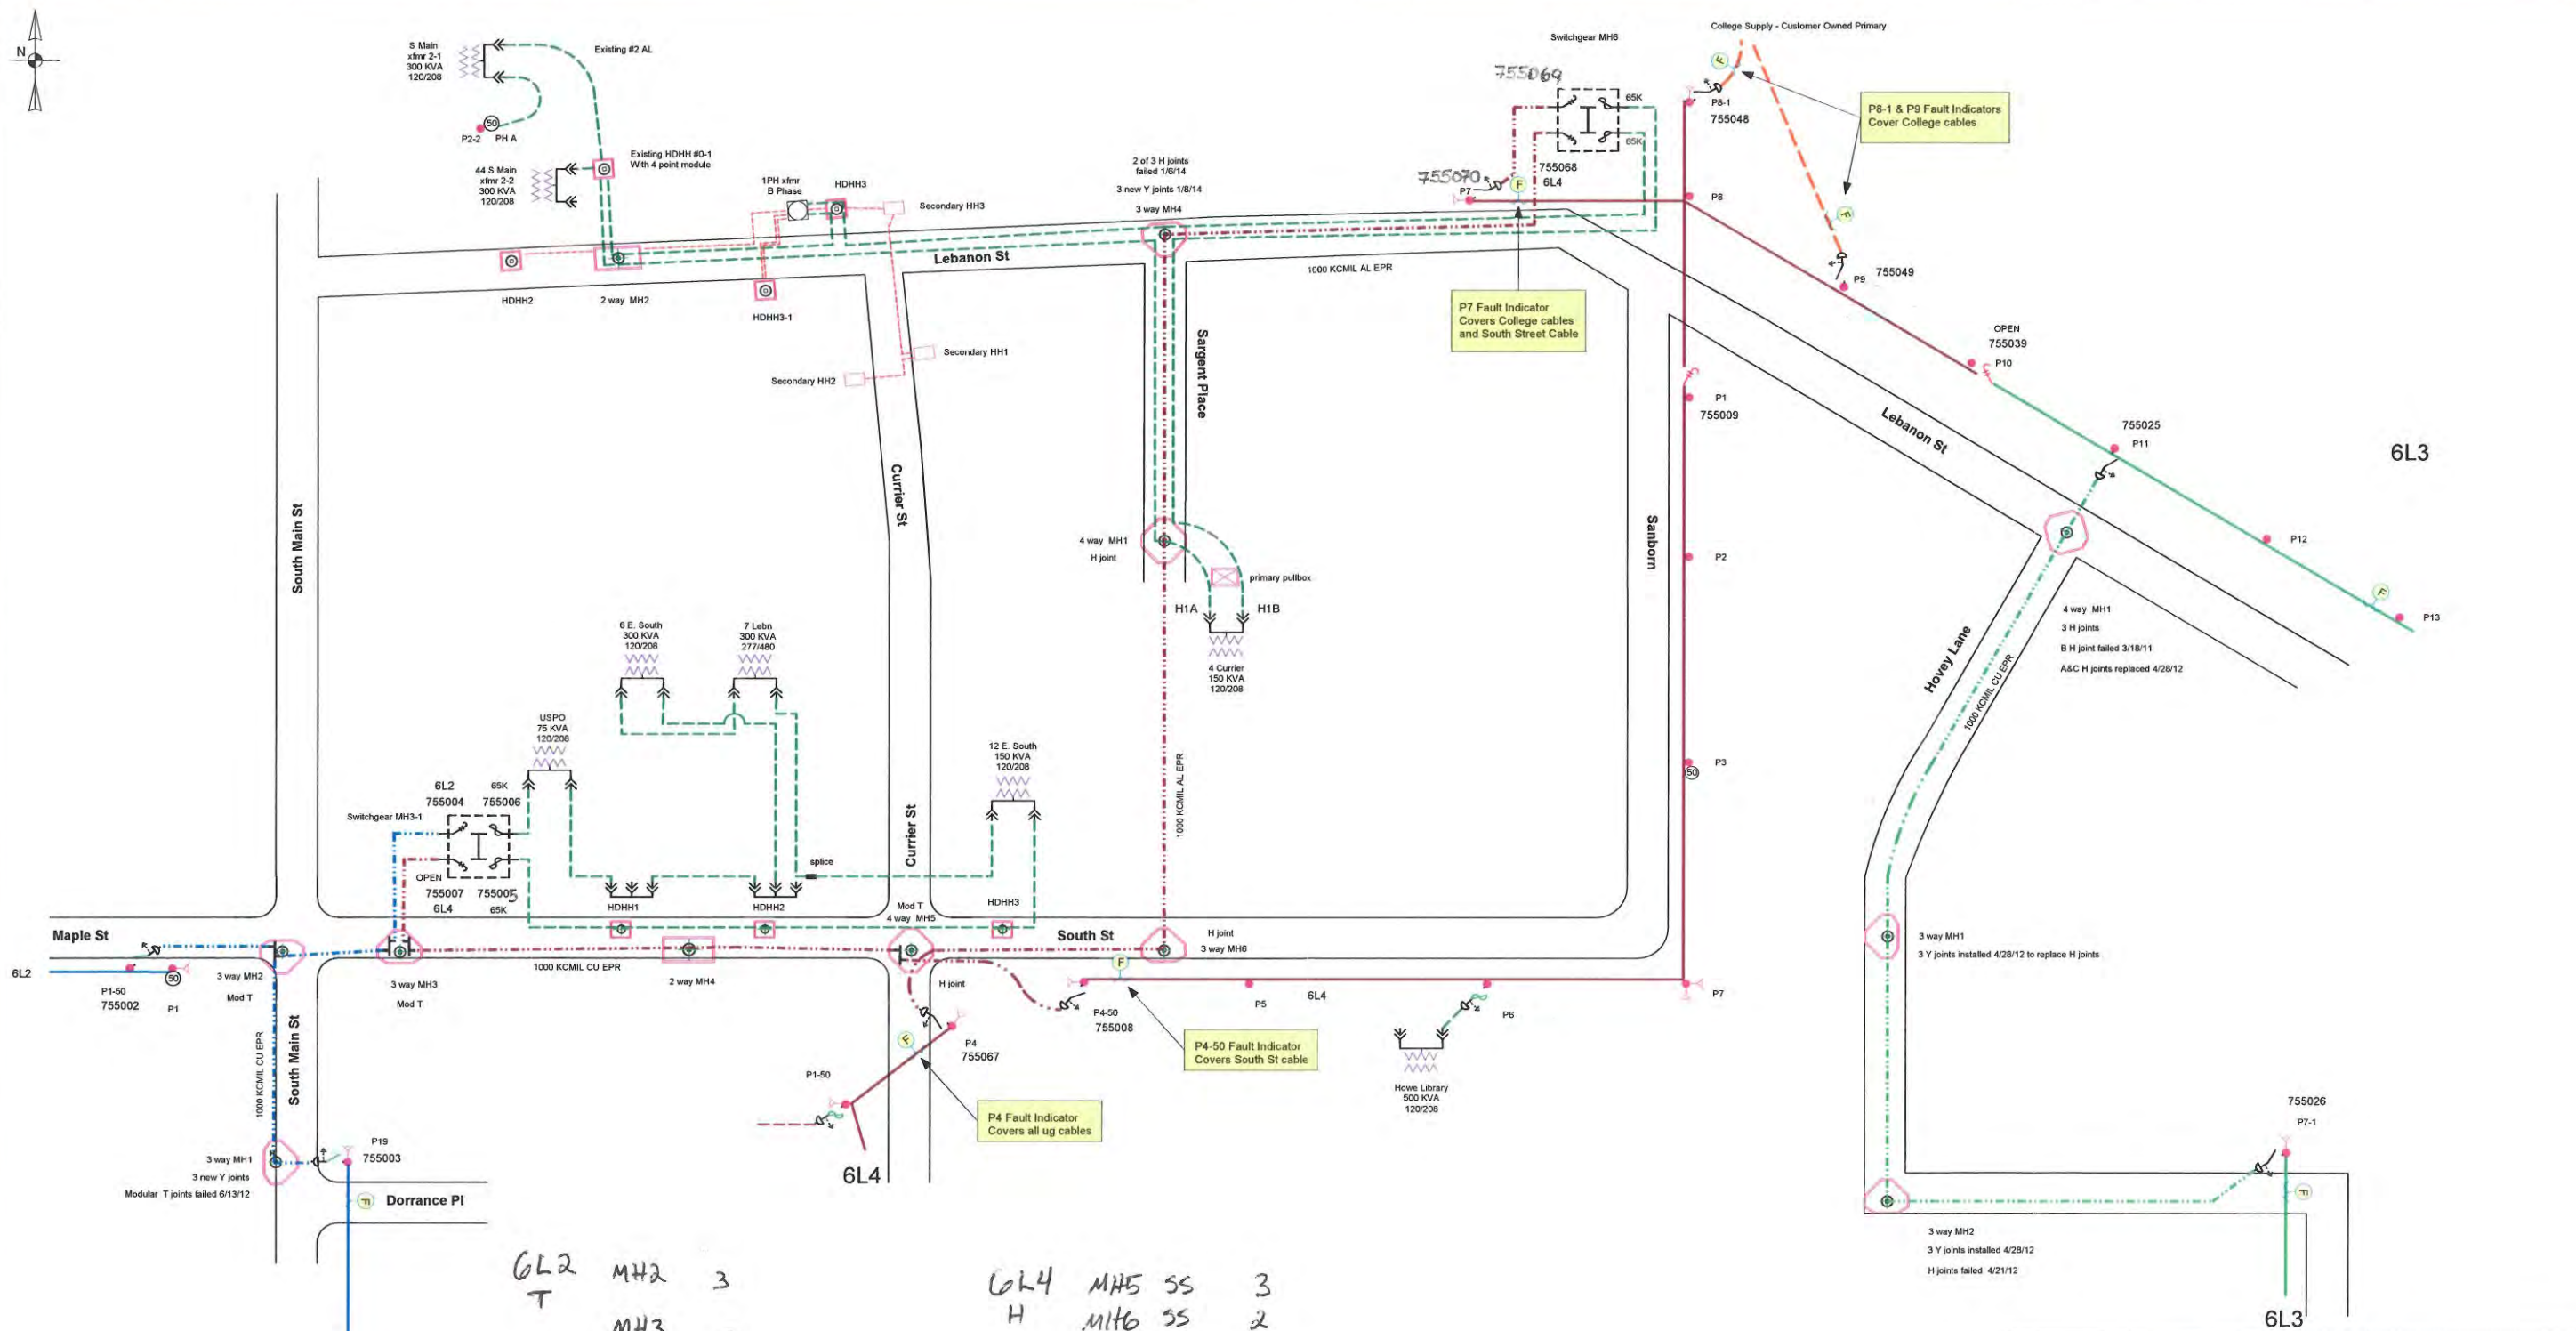 N
S Main
xfmr 2-1
300 KVA
120/208
Existing #2 AL
50
P2-2 PH A
44 S Main
xfmr 2-2
300 KVA
120/208
Existing HDHH #0-1
With 4 point module
1PH xfmr
B Phase
HDHH3
Secondary HH3
HDHH2
2 way MH2
HDHH3-1
Lebanon St
Secondary HH1
Secondary HH2
2 of 3 H joints
failed 1/6/14
3 new Y joints 1/8/14
3 way MH4
1000 KCMIL AL EPR
Switchgear MH6
755069
65K
65K
755068
6L4
755070
P7
F
P7 Fault Indicator
Covers College cables
and South Street Cable
College Supply - Customer Owned Primary
F
P8-1
755048
P8-1 & P9 Fault Indicators
Cover College cables
P8
F
755049
P9
OPEN
755039
P10
755025
P11
6L3
P12
F
P13
Lebanon St
P1
755009
P2
P3
50
Sanborn
Sargent Place
Currier St
South Main St
4 way MH1
H joint
primary pullbox
H1A
H1B
4 Currier
150 KVA
120/208
1000 KCMIL AL EPR
4 way MH1
3 H joints
B H joint failed 3/18/11
A&C H joints replaced 4/28/12
Hovey Lane
1000 KCMIL CU EPR
6 E. South
300 KVA
120/208
7 Lebn
300 KVA
277/480
USPO
75 KVA
120/208
12 E. South
150 KVA
120/208
6L2
755004
65K
755006
Switchgear MH3-1
OPEN
755007
6L4
755005
5
65K
splice
HDHH1
HDHH2
HDHH3
Currier St
Mod T
4 way MH5
Maple St
South St
H joint
3 way MH6
6L2
P1-50
755002
50
P1
3 way MH2
Mod T
3 way MH3
Mod T
1000 KCMIL CU EPR
2 way MH4
H joint
F
P4-50
755008
P5
6L4
P6
P7
P4-50 Fault Indicator
Covers South St cable
Howe Library
500 KVA
120/208
F
P4
755067
P1-50
P4 Fault Indicator
Covers all ug cables
6L4
1000 KCMIL CU EPR
South Main St
3 way MH1
3 new Y joints
Modular T joints failed 6/13/12
P19
755003
F
Dorrance Pl
3 way MH1
3 Y joints installed 4/28/12 to replace H joints
755026
P7-1
F
3 way MH2
3 Y joints installed 4/28/12
H joints failed 4/21/12
6L3
6L2 MH2 3
T
MH3
6L4 MH5 SS 3
H MH6 SS 2